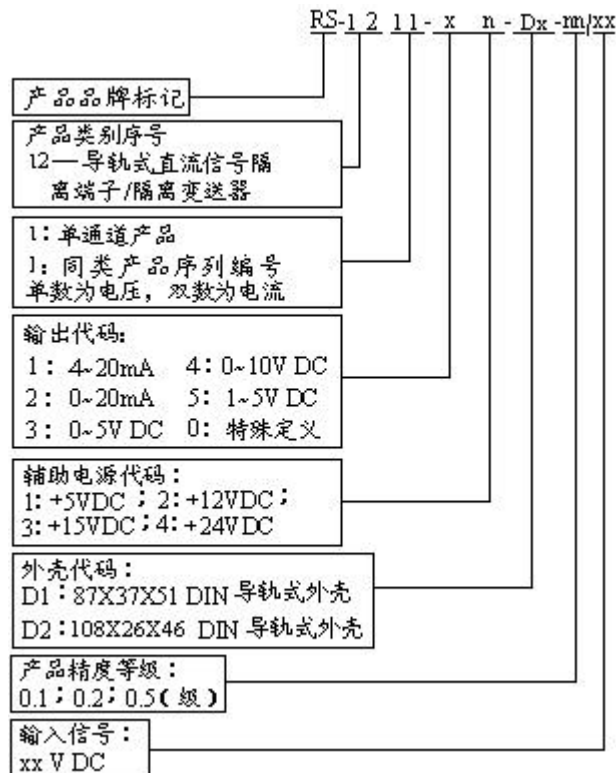 RS-12 11- x n -Dx-nn/xx
产品品牌标记
产品类别序号
12—导轨式直流信号隔
离端子/隔离变送器
1：单通道产品
1：同类产品序列编号
单数为电压，双数为电流
输出代码：
1：4~20mA 4：0~10V DC
2：0~20mA 5：1~5V DC
3：0~5V DC 0：特殊定义
辅助电源代码：
1：+5VDC；2：+12VDC；
3：+15VDC；4：+24VDC
外壳代码：
D1：87X37X51 DIN 导轨式外壳
D2：108X26X46 DIN 导轨式外壳
产品精度等级：
0.1；0.2；0.5（级）
输入信号：
xx V DC